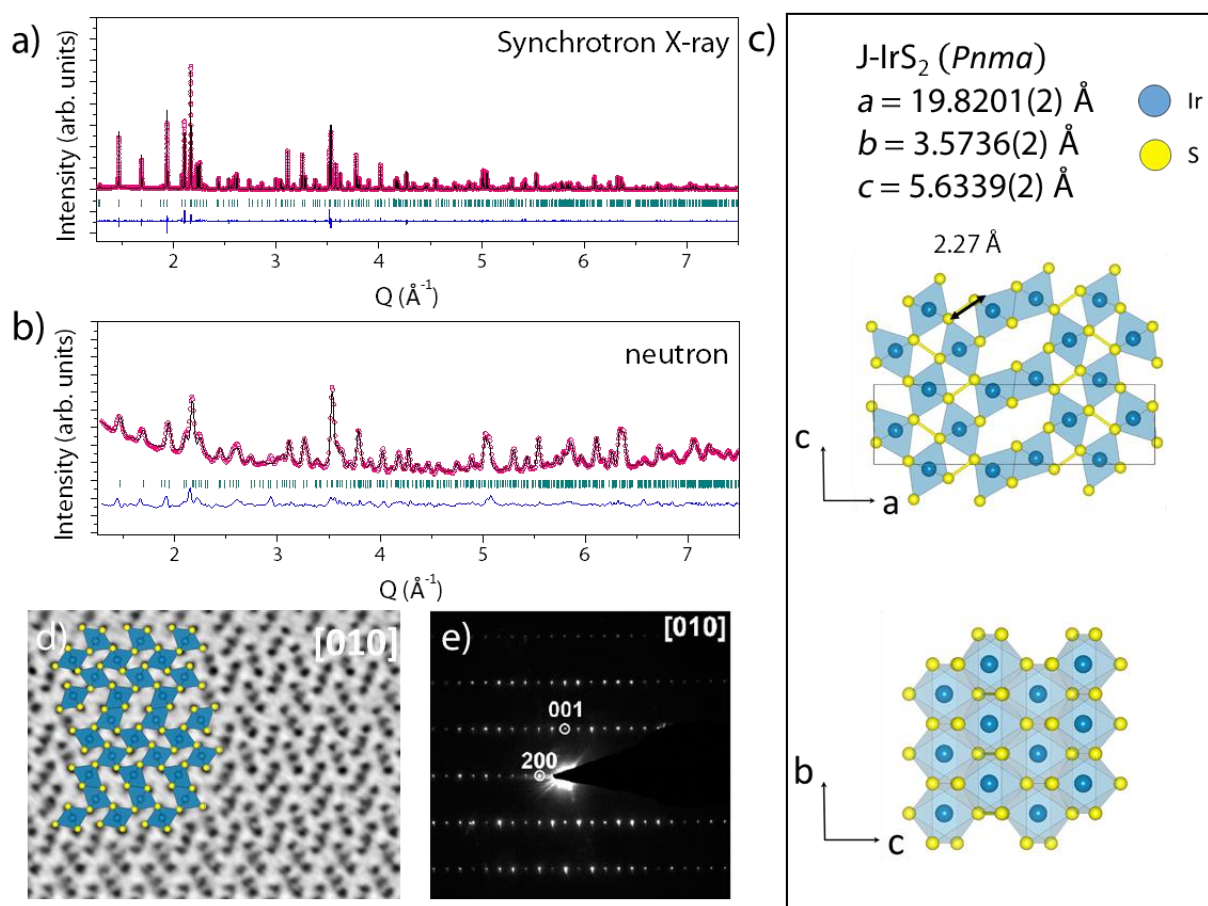 a)
Synchrotron X-ray
Intensity (arb. units)
2 3 4 5 6 7
Q (Å⁻¹)
b)
neutron
Intensity (arb. units)
2 3 4 5 6 7
Q (Å⁻¹)
c)
J-IrS₂ (Pnma)
a = 19.8201(2) Å
b = 3.5736(2) Å
c = 5.6339(2) Å
Ir
S
2.27 Å
c
a
b
c
d)
[010]
e)
[010]
001
200